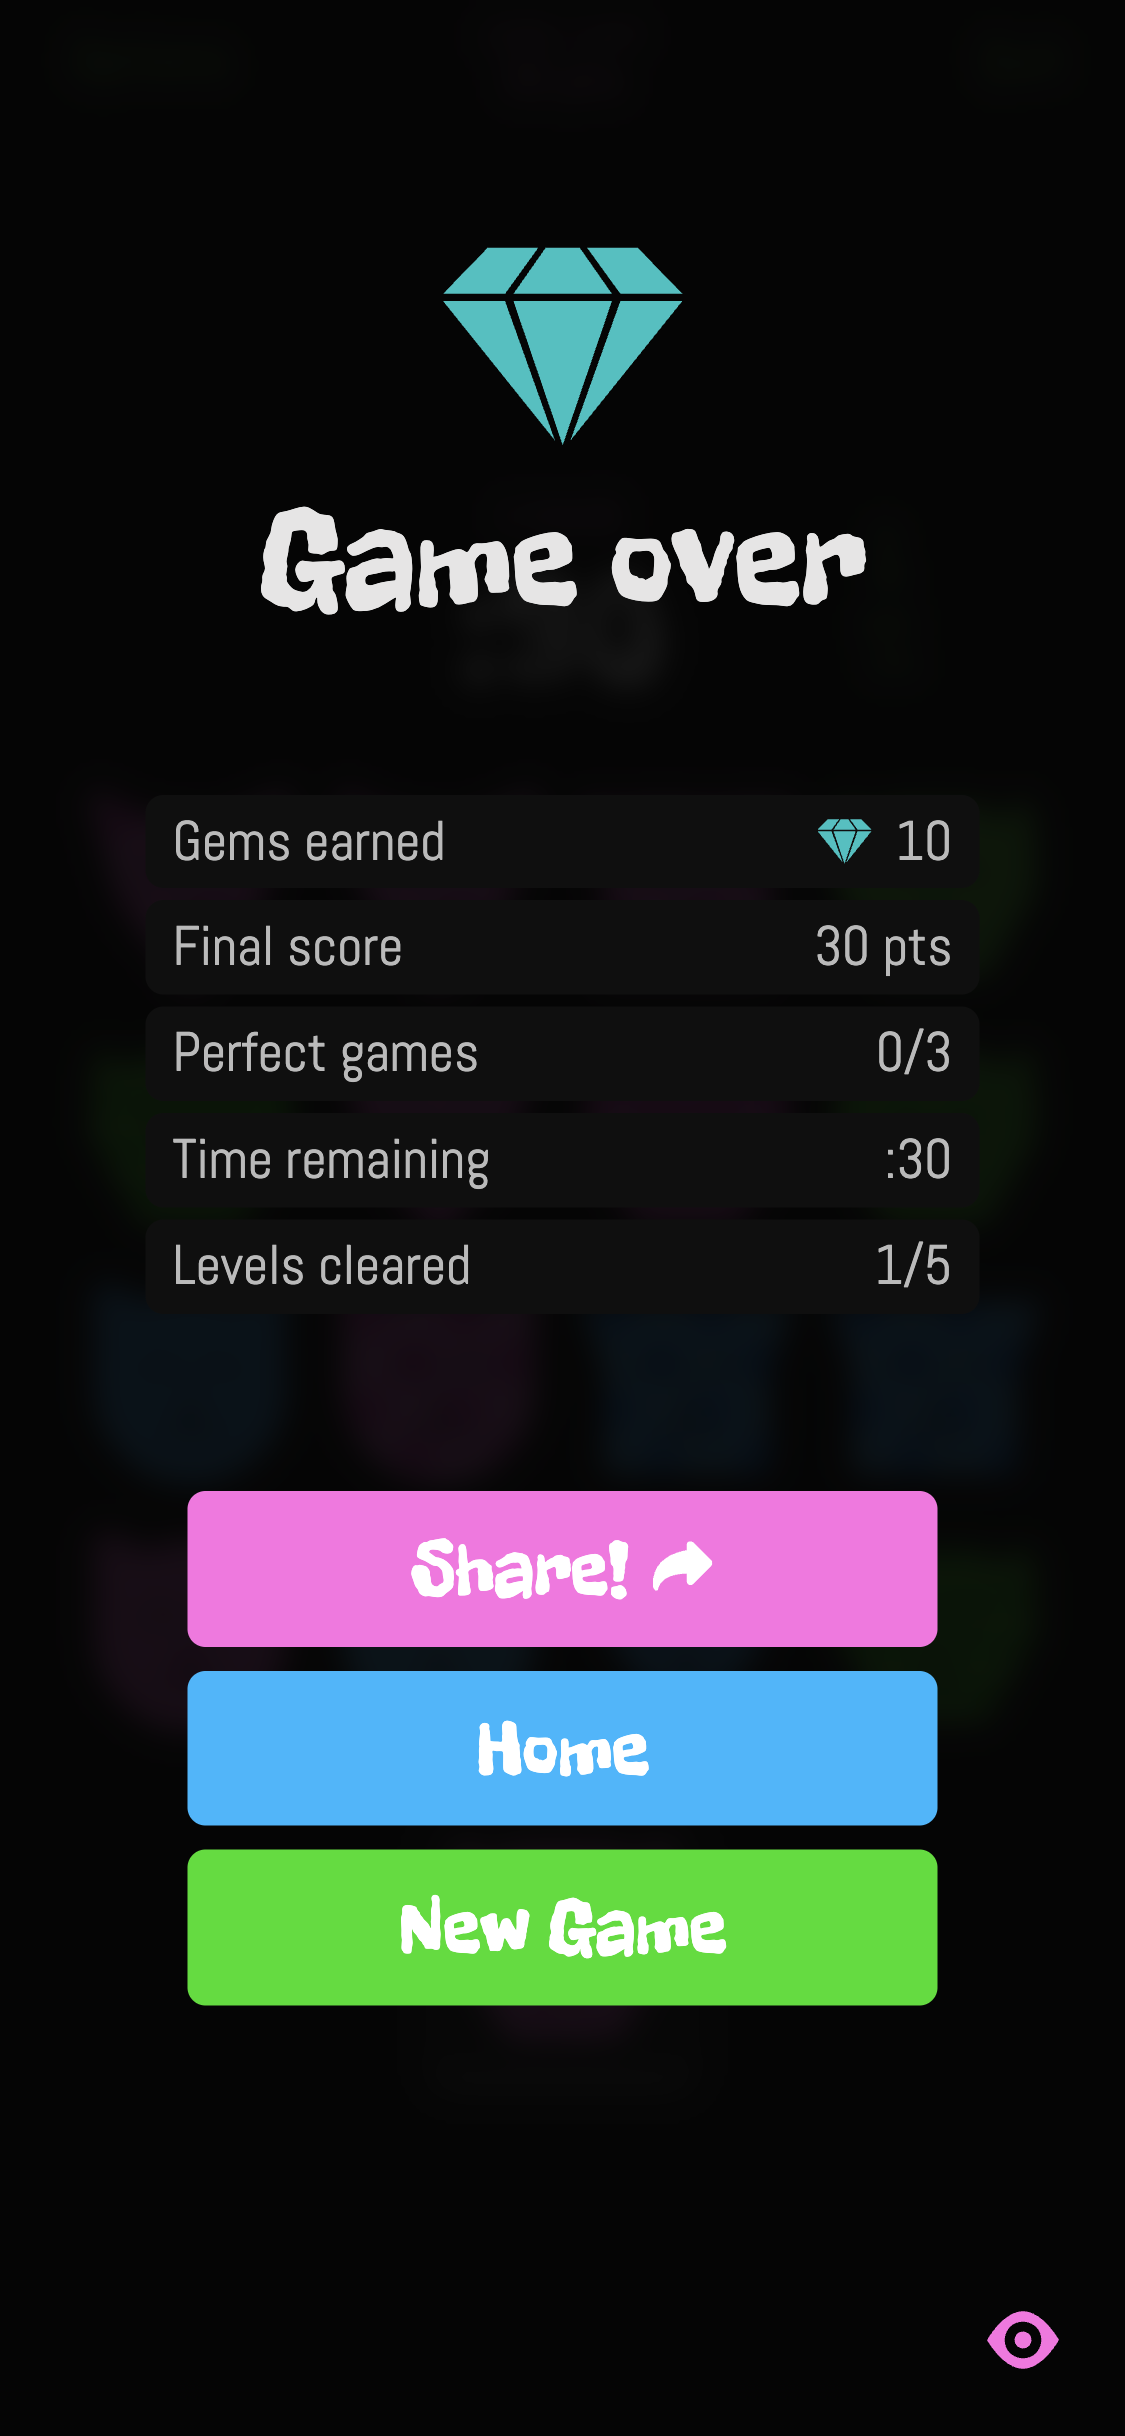 Game over
Gems earned 10
Final score 30 pts
Perfect games 0/3
Time remaining :30
Levels cleared 1/5
Share!
Home
New Game